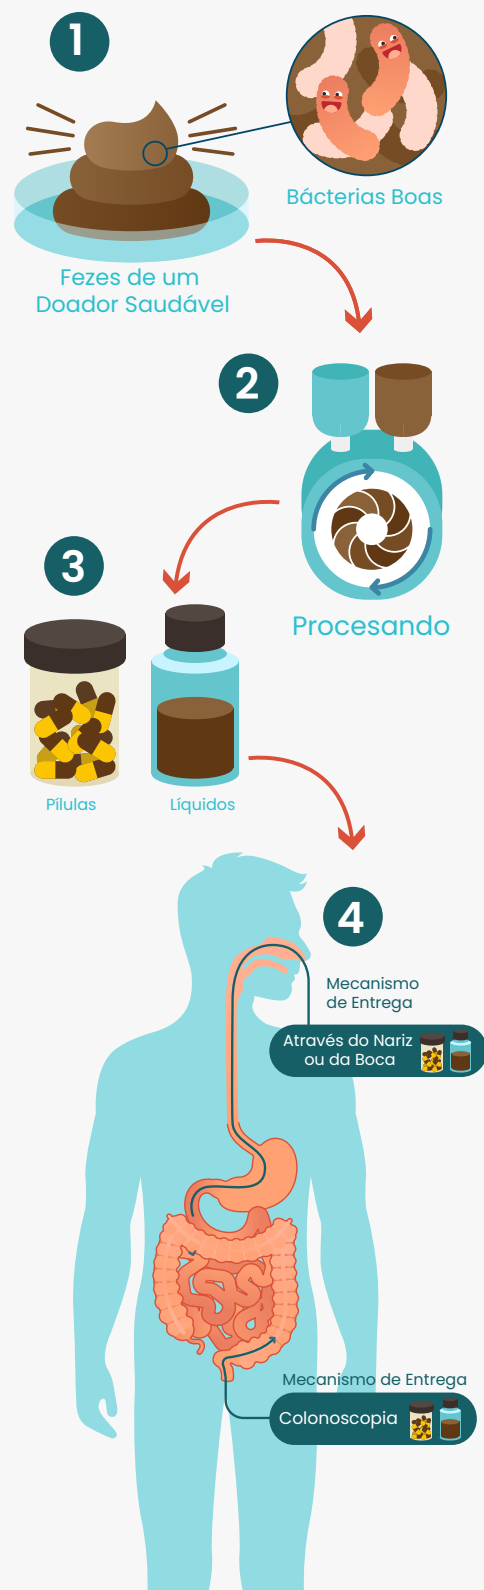 1
Bácterias Boas
Fezes de um
Doador Saudável
2
Procesando
3
Pílulas
Líquidos
4
Mecanismo
de Entrega
Através do Nariz
ou da Boca
Mecanismo de Entrega
Colonoscopia